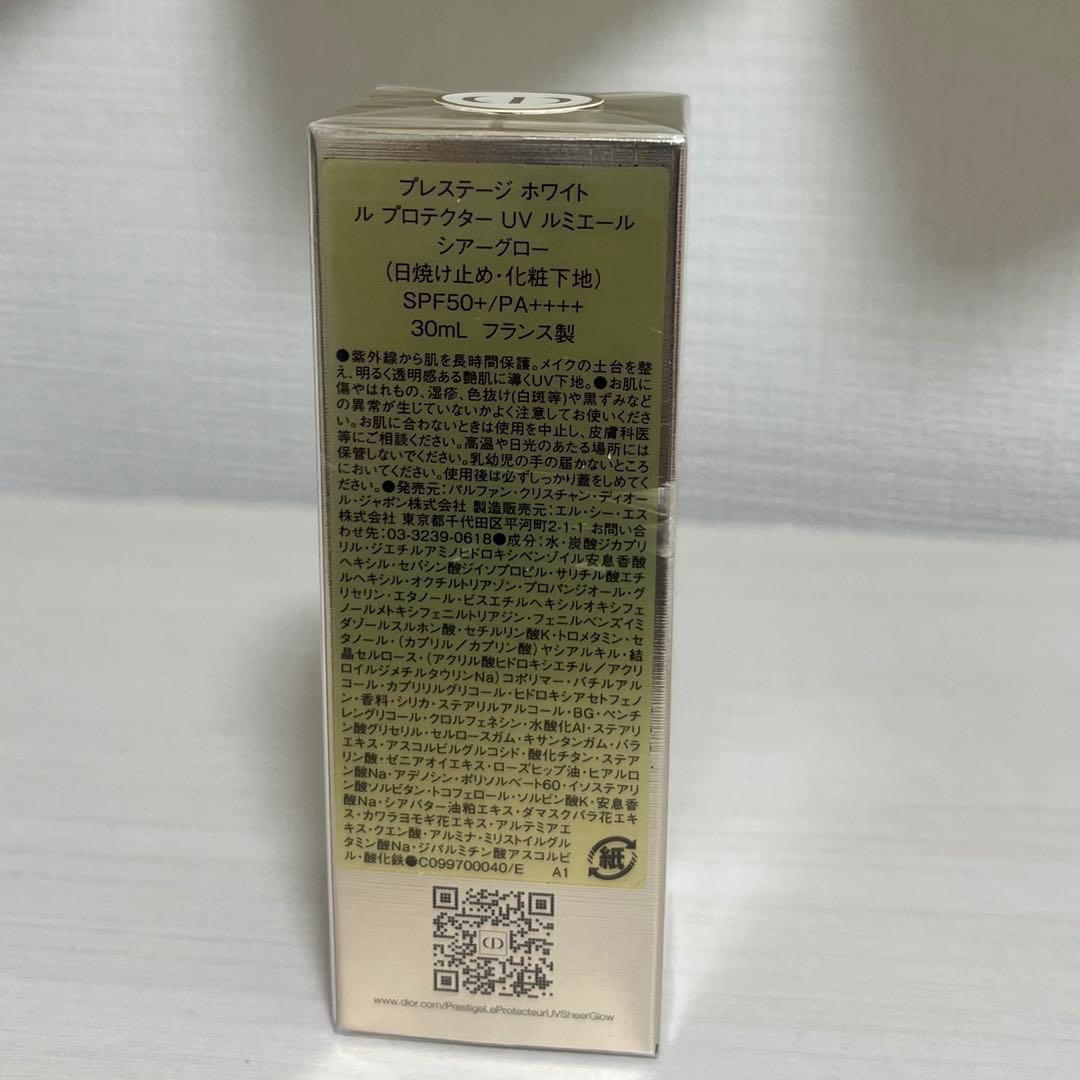 プレステージ ホワイト
ル プロテクター UV ルミエール
シアーグロー
(日焼け止め・化粧下地)
SPF50+/PA++++
30mL フランス製
●紫外線から肌を長時間保護。メイクの土台を整
え、明るく透明感ある艶肌に導くUV下地。●お肌に
傷やはれもの、湿疹、色抜け(白斑等)や黒ずみなど
の異常が生じていないかよく注意してお使いくださ
い。お肌に合わないときは使用を中止し、皮膚科医
等にご相談ください。高温や日光のあたる場所には
保管しないでください。乳幼児の手の届かないところ
においてください。使用後は必ずしっかり蓋をしめてく
ださい。●発売元:パルファン・クリスチャン・ディオー
ル・ジャポン株式会社 製造販売元:エル・シー・エス
株式会社 東京都千代田区平河町2-1-1 お問い合
わせ先:03-3239-0618●成分:水・炭酸ジカプリ
リル・ジエチルアミノヒドロキシベンゾイル安息香酸
ヘキシル・セバシン酸ジイソプロピル・サリチル酸エチ
ルヘキシル・オクチルトリアゾン・プロパンジオール・グ
リセリン・エタノール・ビスエチルヘキシルオキシフェ
ノールメトキシフェニルトリアジン・フェニルベンズイミ
ダゾールスルホン酸・セチルリン酸K・トロメタミン・セ
タノール・(カプリル/カプリン酸)ヤシアルキル・結
晶セルロース・(アクリル酸ヒドロキシエチル/アクリ
ロイルジメチルタウリンNa)コポリマー・バチルアル
コール・カプリリルグリコール・ヒドロキシアセトフェノ
ン・香料・シリカ・ステアリルアルコール・BG・ペンチ
レングリコール・クロルフェネシン・水酸化Al・ステアリ
ン酸グリセリル・セルロースガム・キサンタンガム・バラ
エキス・アスコルビルグルコシド・酸化チタン・ステア
リン酸・ゼニアオイエキス・ローズヒップ油・ヒアルロ
ン酸Na・アデノシン・ポリソルベート60・イソステアリ
ン酸ソルビタン・トコフェロール・ソルビン酸K・安息香
酸Na・シアバター油粕エキス・ダマスクバラ花エキ
ス・カワラヨモギ花エキス・アルテミアエ
キス・クエン酸・アルミナ・ミリストイルグル
タミン酸Na・ジパルミチン酸アスコルビ
ル・酸化鉄●C099700040/E A1
紙
CD
www.dior.com/PrestigeLeProtecteurUVSheerGlow